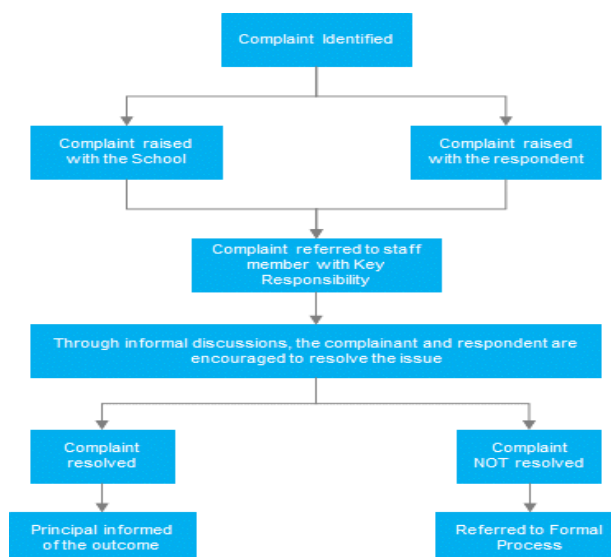 Complaint Identified
Complaint raised
with the School
Complaint raised
with the respondent
Complaint referred to staff
member with Key
Responsibility
Through informal discussions, the complainant and respondent are
encouraged to resolve the issue
Complaint
resolved
Complaint
NOT resolved
Principal informed
of the outcome
Referred to Formal
Process